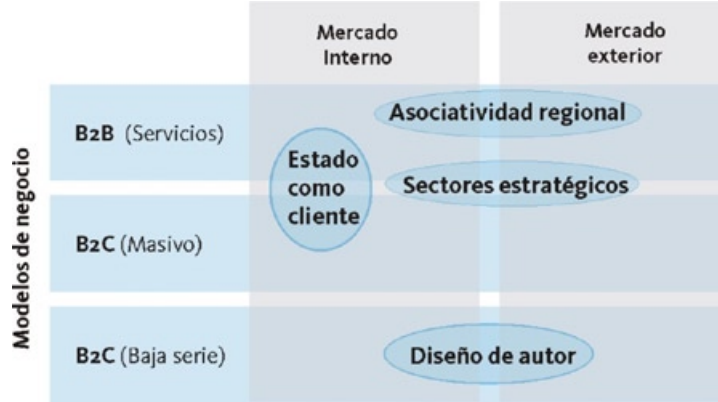 Mercado
Interno
Mercado
exterior
Modelos de negocio
B2B (Servicios)
Asociatividad regional
Estado
como
cliente
Sectores estratégicos
B2C (Masivo)
B2C (Baja serie)
Diseño de autor